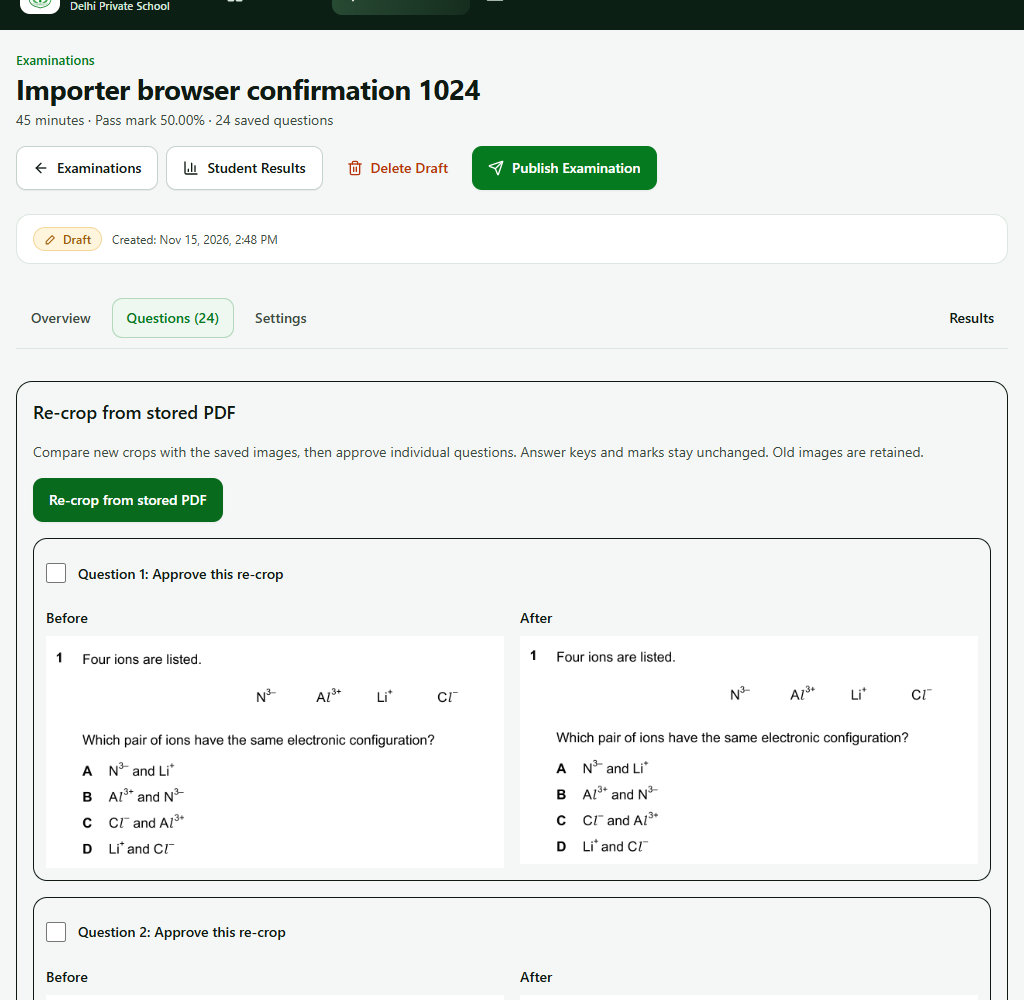 Delhi Private School
Examinations
Importer browser confirmation 1024
45 minutes · Pass mark 50.00% · 24 saved questions
Examinations
Student Results
Delete Draft
Publish Examination
Draft
Created: Nov 15, 2026, 2:48 PM
Overview
Questions (24)
Settings
Results
Re-crop from stored PDF
Compare new crops with the saved images, then approve individual questions. Answer keys and marks stay unchanged. Old images are retained.
Re-crop from stored PDF
Question 1: Approve this re-crop
Before
1 Four ions are listed.
N³⁻ Al³⁺ Li⁺ Cl⁻
Which pair of ions have the same electronic configuration?
A N³⁻ and Li⁺
B Al³⁺ and N³⁻
C Cl⁻ and Al³⁺
D Li⁺ and Cl⁻
After
1 Four ions are listed.
N³⁻ Al³⁺ Li⁺ Cl⁻
Which pair of ions have the same electronic configuration?
A N³⁻ and Li⁺
B Al³⁺ and N³⁻
C Cl⁻ and Al³⁺
D Li⁺ and Cl⁻
Question 2: Approve this re-crop
Before
After